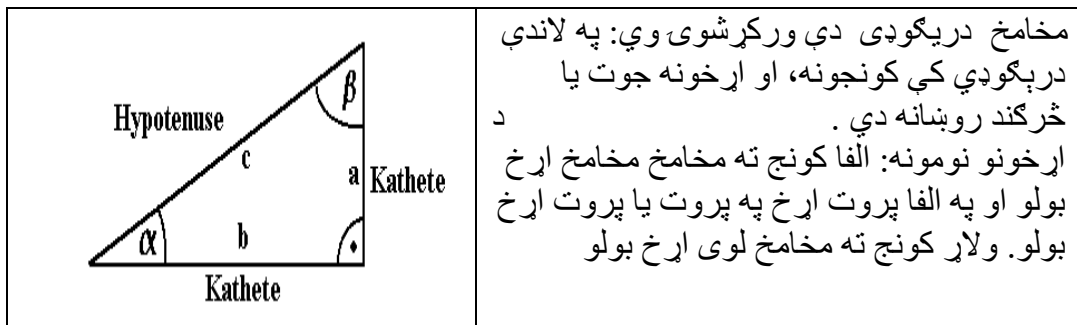 مخامخ دریګوډی دې ورکړشوی وي: په لاندې
درېګوډي کې کونجونه، او اړخونه جوت یا
څرګند روښانه دي . د
اړخونو نومونه: الفا کونج ته مخامخ مخامخ اړخ
بولو او په الفا پروت اړخ په پروت یا پروت اړخ
بولو. ولاړ کونج ته مخامخ لوی اړخ بولو
Hypotenuse
β
c
a Kathete
α b
Kathete